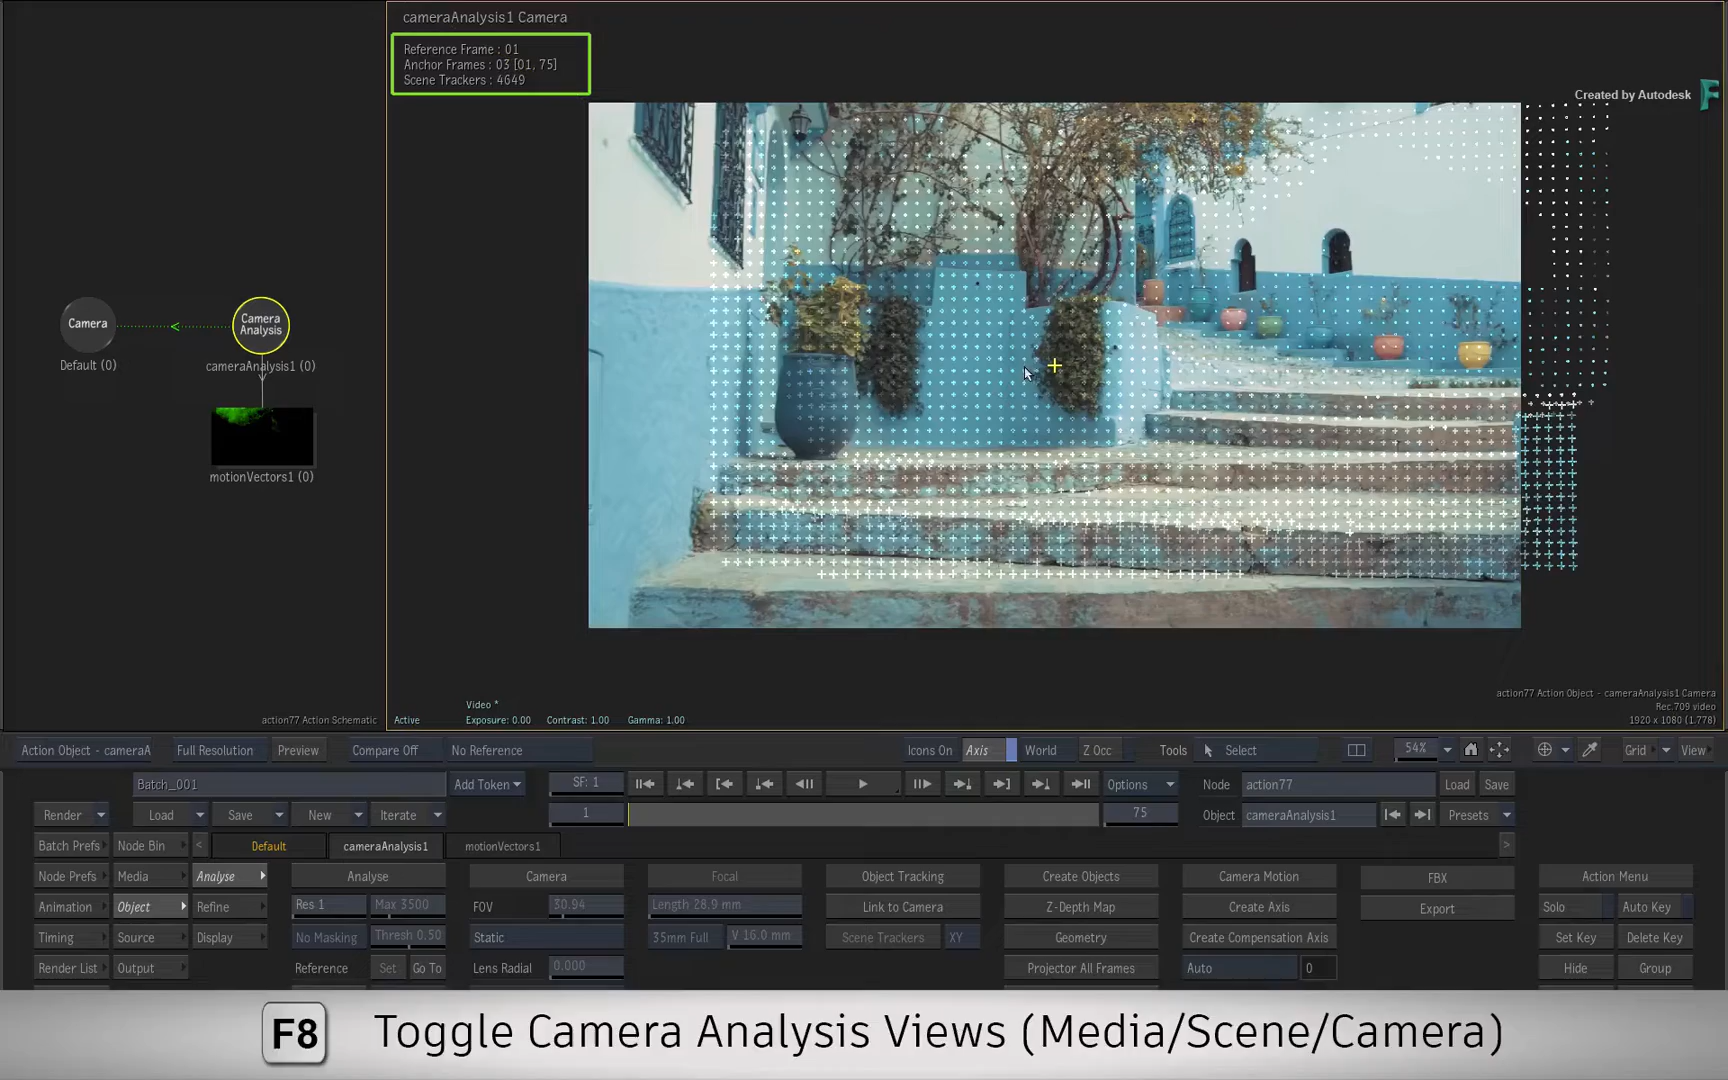 cameraAnalysis1 Camera
Reference Frame : 01
Anchor Frames : 03 [01, 75]
Scene Trackers : 4649
Created by Autodesk
Camera
Default (0)
Camera
Analysis
cameraAnalysis1 (0)
motionVectors1 (0)
action77 Action Schematic
Active
Video *
Exposure: 0.00 Contrast: 1.00 Gamma: 1.00
action77 Action Object - cameraAnalysis1 Camera
Rec.709 video
1920 x 1080 (1.778)
Action Object - cameraA Full Resolution Preview Compare Off No Reference Icons On Axis World Z Occ Tools Select 54% Grid View
Batch_001 Add Token SF: 1 Options Node action77 Load Save
Render Load Save New Iterate 1 75 Object cameraAnalysis1 Presets
Batch Prefs Node Bin < Default cameraAnalysis1 motionVectors1 >
Node Prefs Media Analyse Analyse Camera Focal Object Tracking Create Objects Camera Motion FBX Action Menu
Animation Object Refine Res 1 Max 3500 FOV 30.94 Length 28.9 mm Link to Camera Z-Depth Map Create Axis Export Solo Auto Key
Timing Source Display No Masking Thresh 0.50 Static 35mm Full V 16.0 mm Scene Trackers XY Geometry Create Compensation Axis Set Key Delete Key
Render List Output Reference Set Go To Lens Radial 0.000 Projector All Frames Auto 0 Hide Group
F8 Toggle Camera Analysis Views (Media/Scene/Camera)